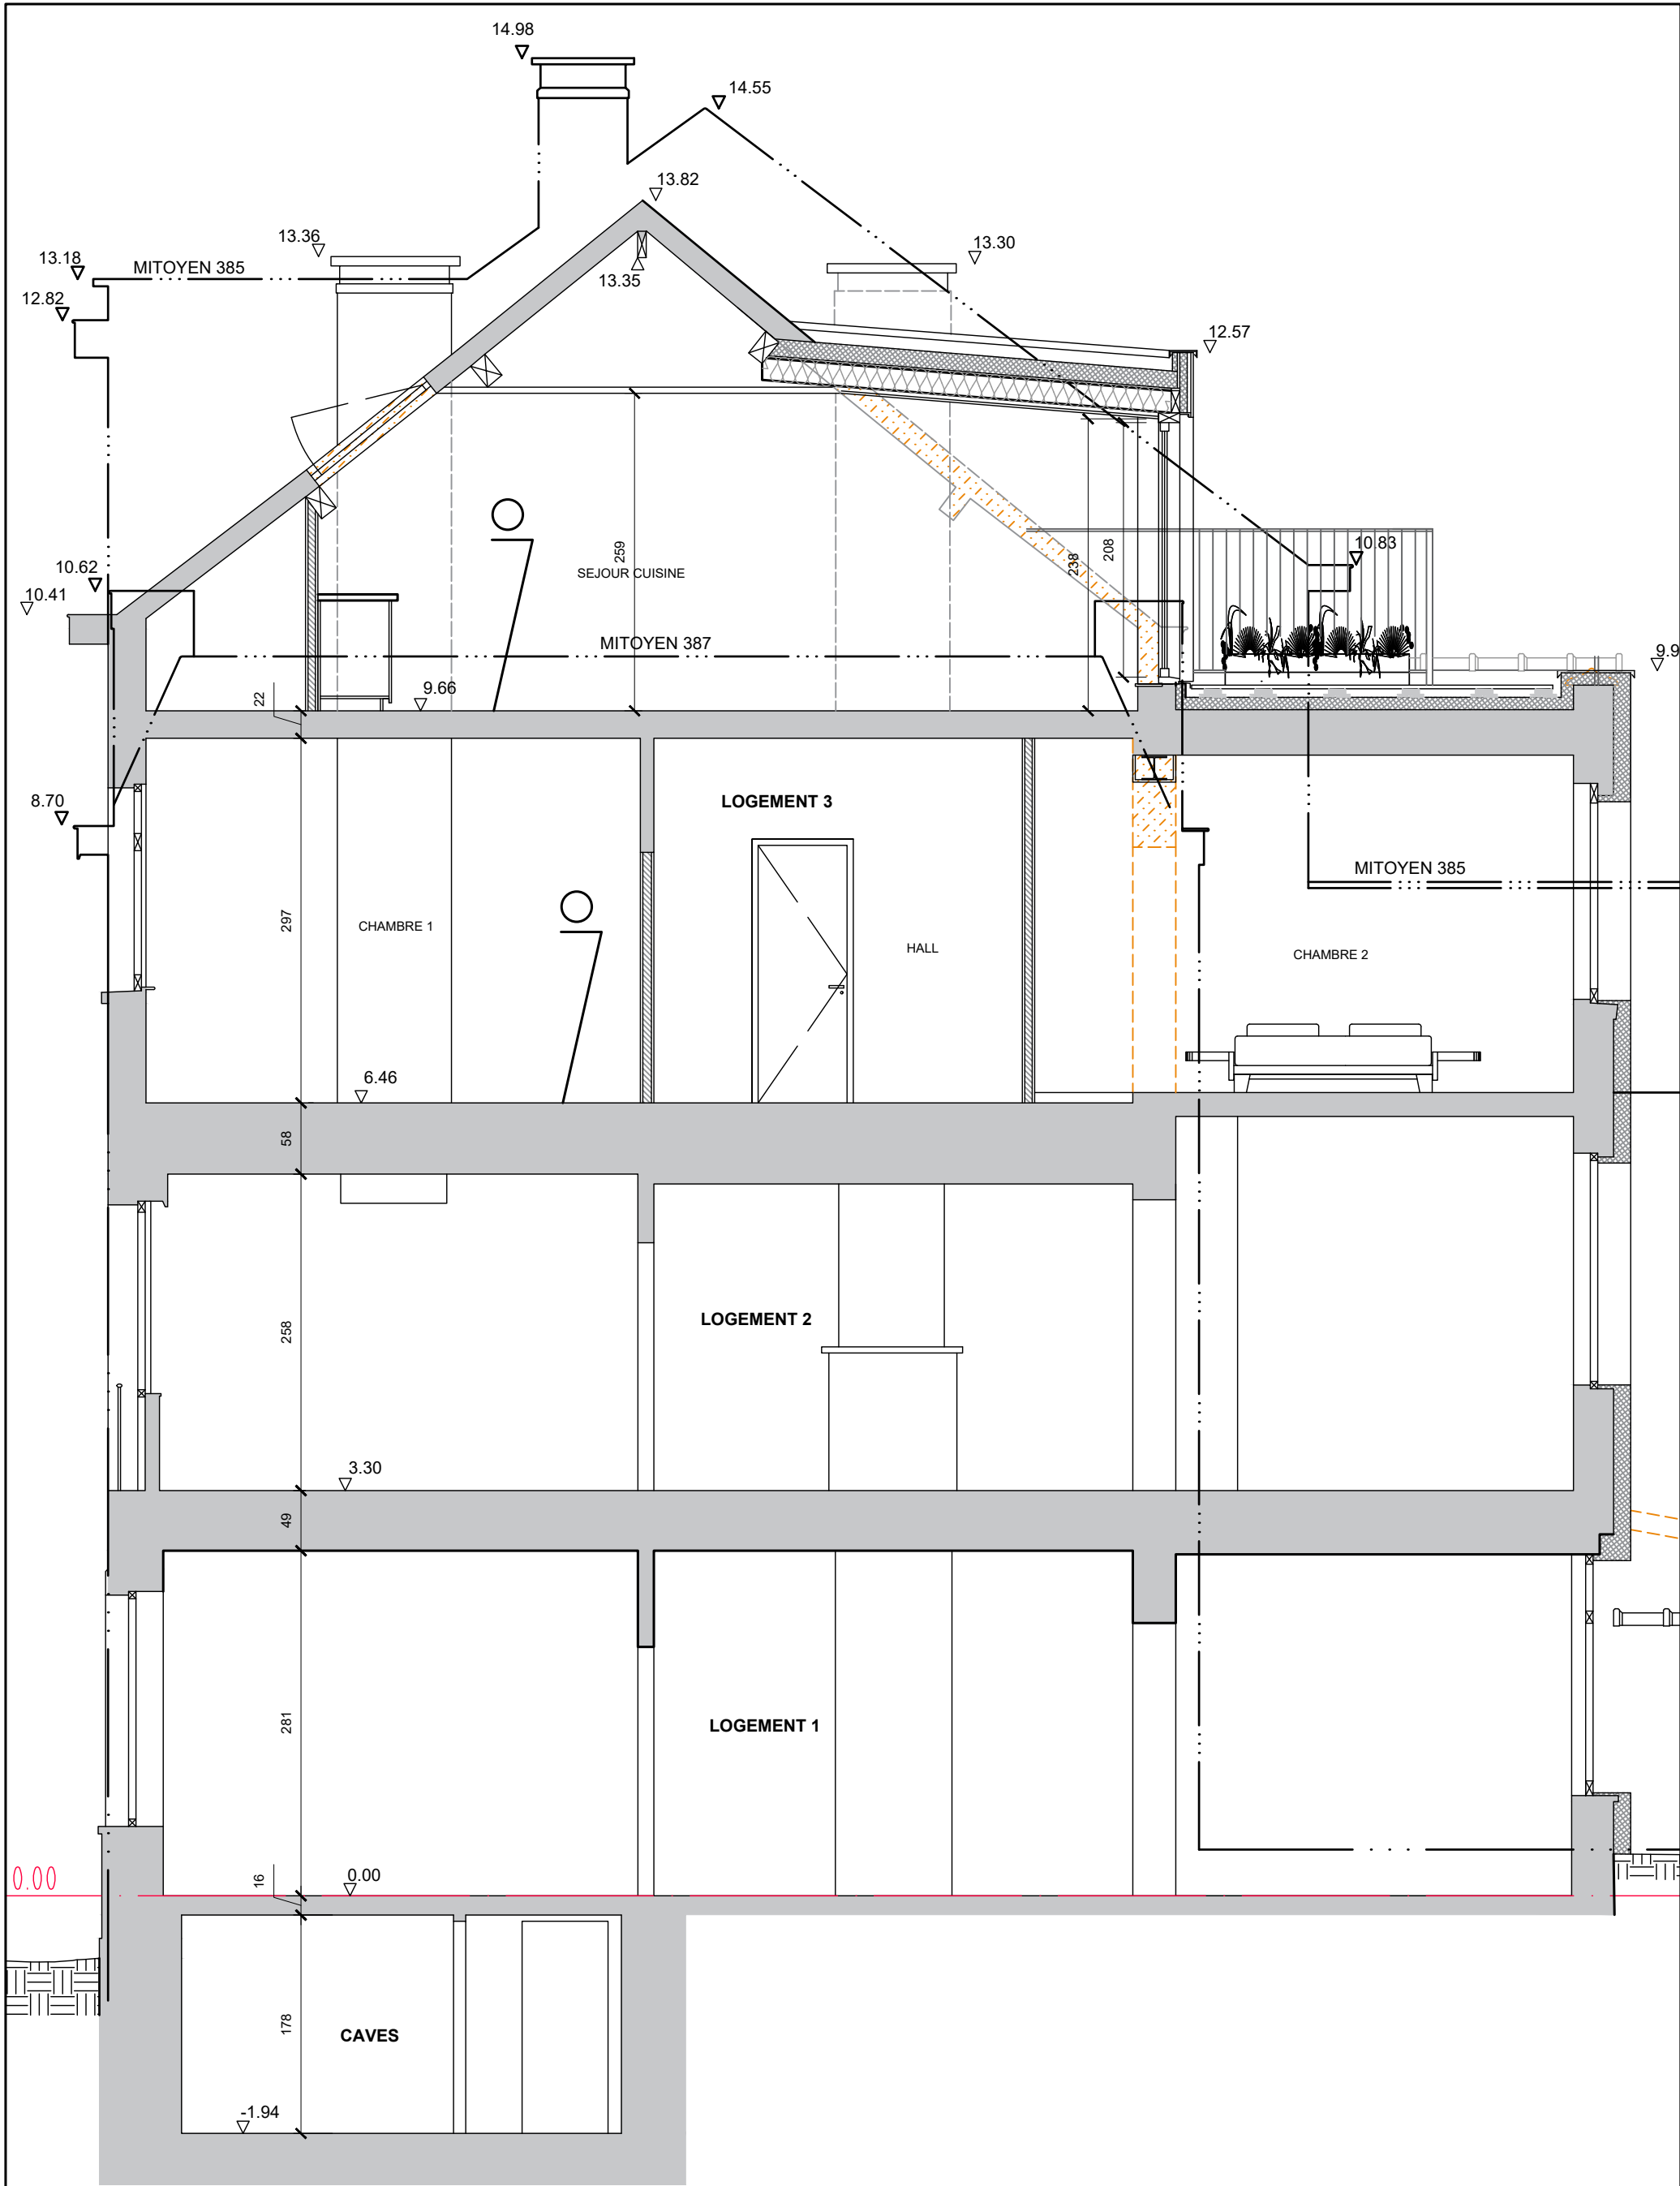 14.98
14.55
13.82
13.36
13.30
13.18
MITOYEN 385
13.35
12.82
12.57
259
SEJOUR CUISINE
238
208
10.83
10.62
10.41
MITOYEN 387
9.66
22
8.70
LOGEMENT 3
MITOYEN 385
297
CHAMBRE 1
HALL
CHAMBRE 2
6.46
58
LOGEMENT 2
258
3.30
49
LOGEMENT 1
281
0.00
16
0.00
178
CAVES
-1.94